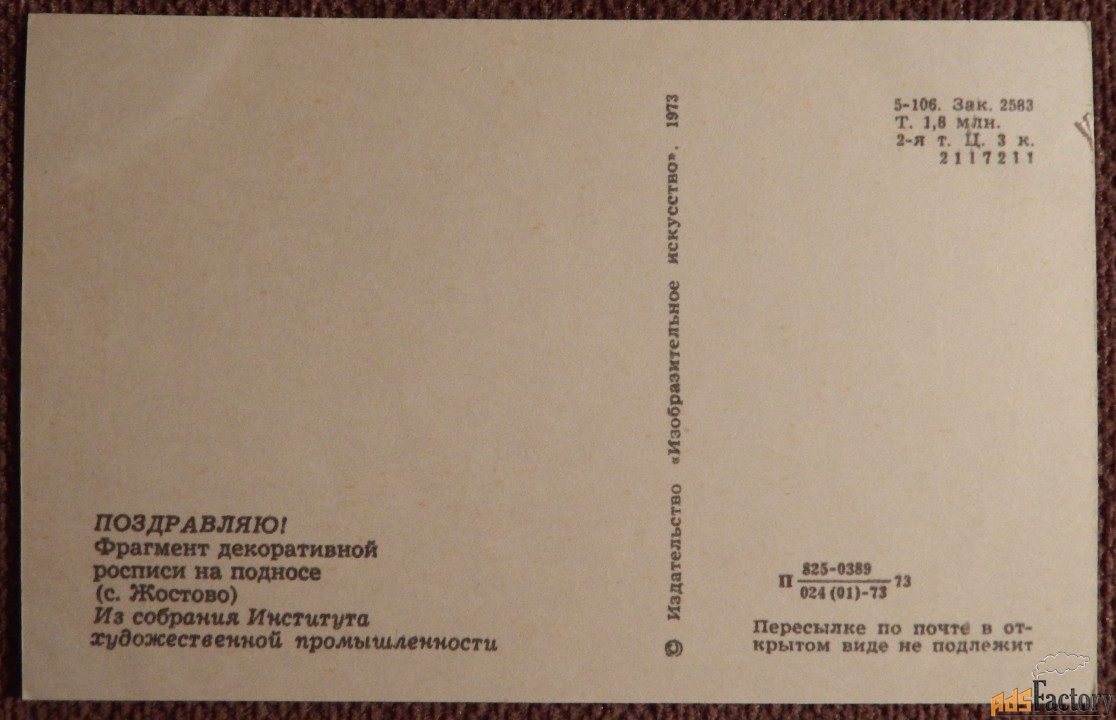 ПОЗДРАВЛЯЮ!
Фрагмент декоративной
росписи на подносе
(с. Жостово)
Из собрания Института
художественной промышленности
© Издательство «Изобразительное искусство». 1973
5-106. Зак. 2583
Т. 1,8 млн.
2-я т. Ц. 3 к.
2117211
825-0389
П 73
024(01)-73
Пересылке по почте в от-
крытом виде не подлежит
AdsFactory